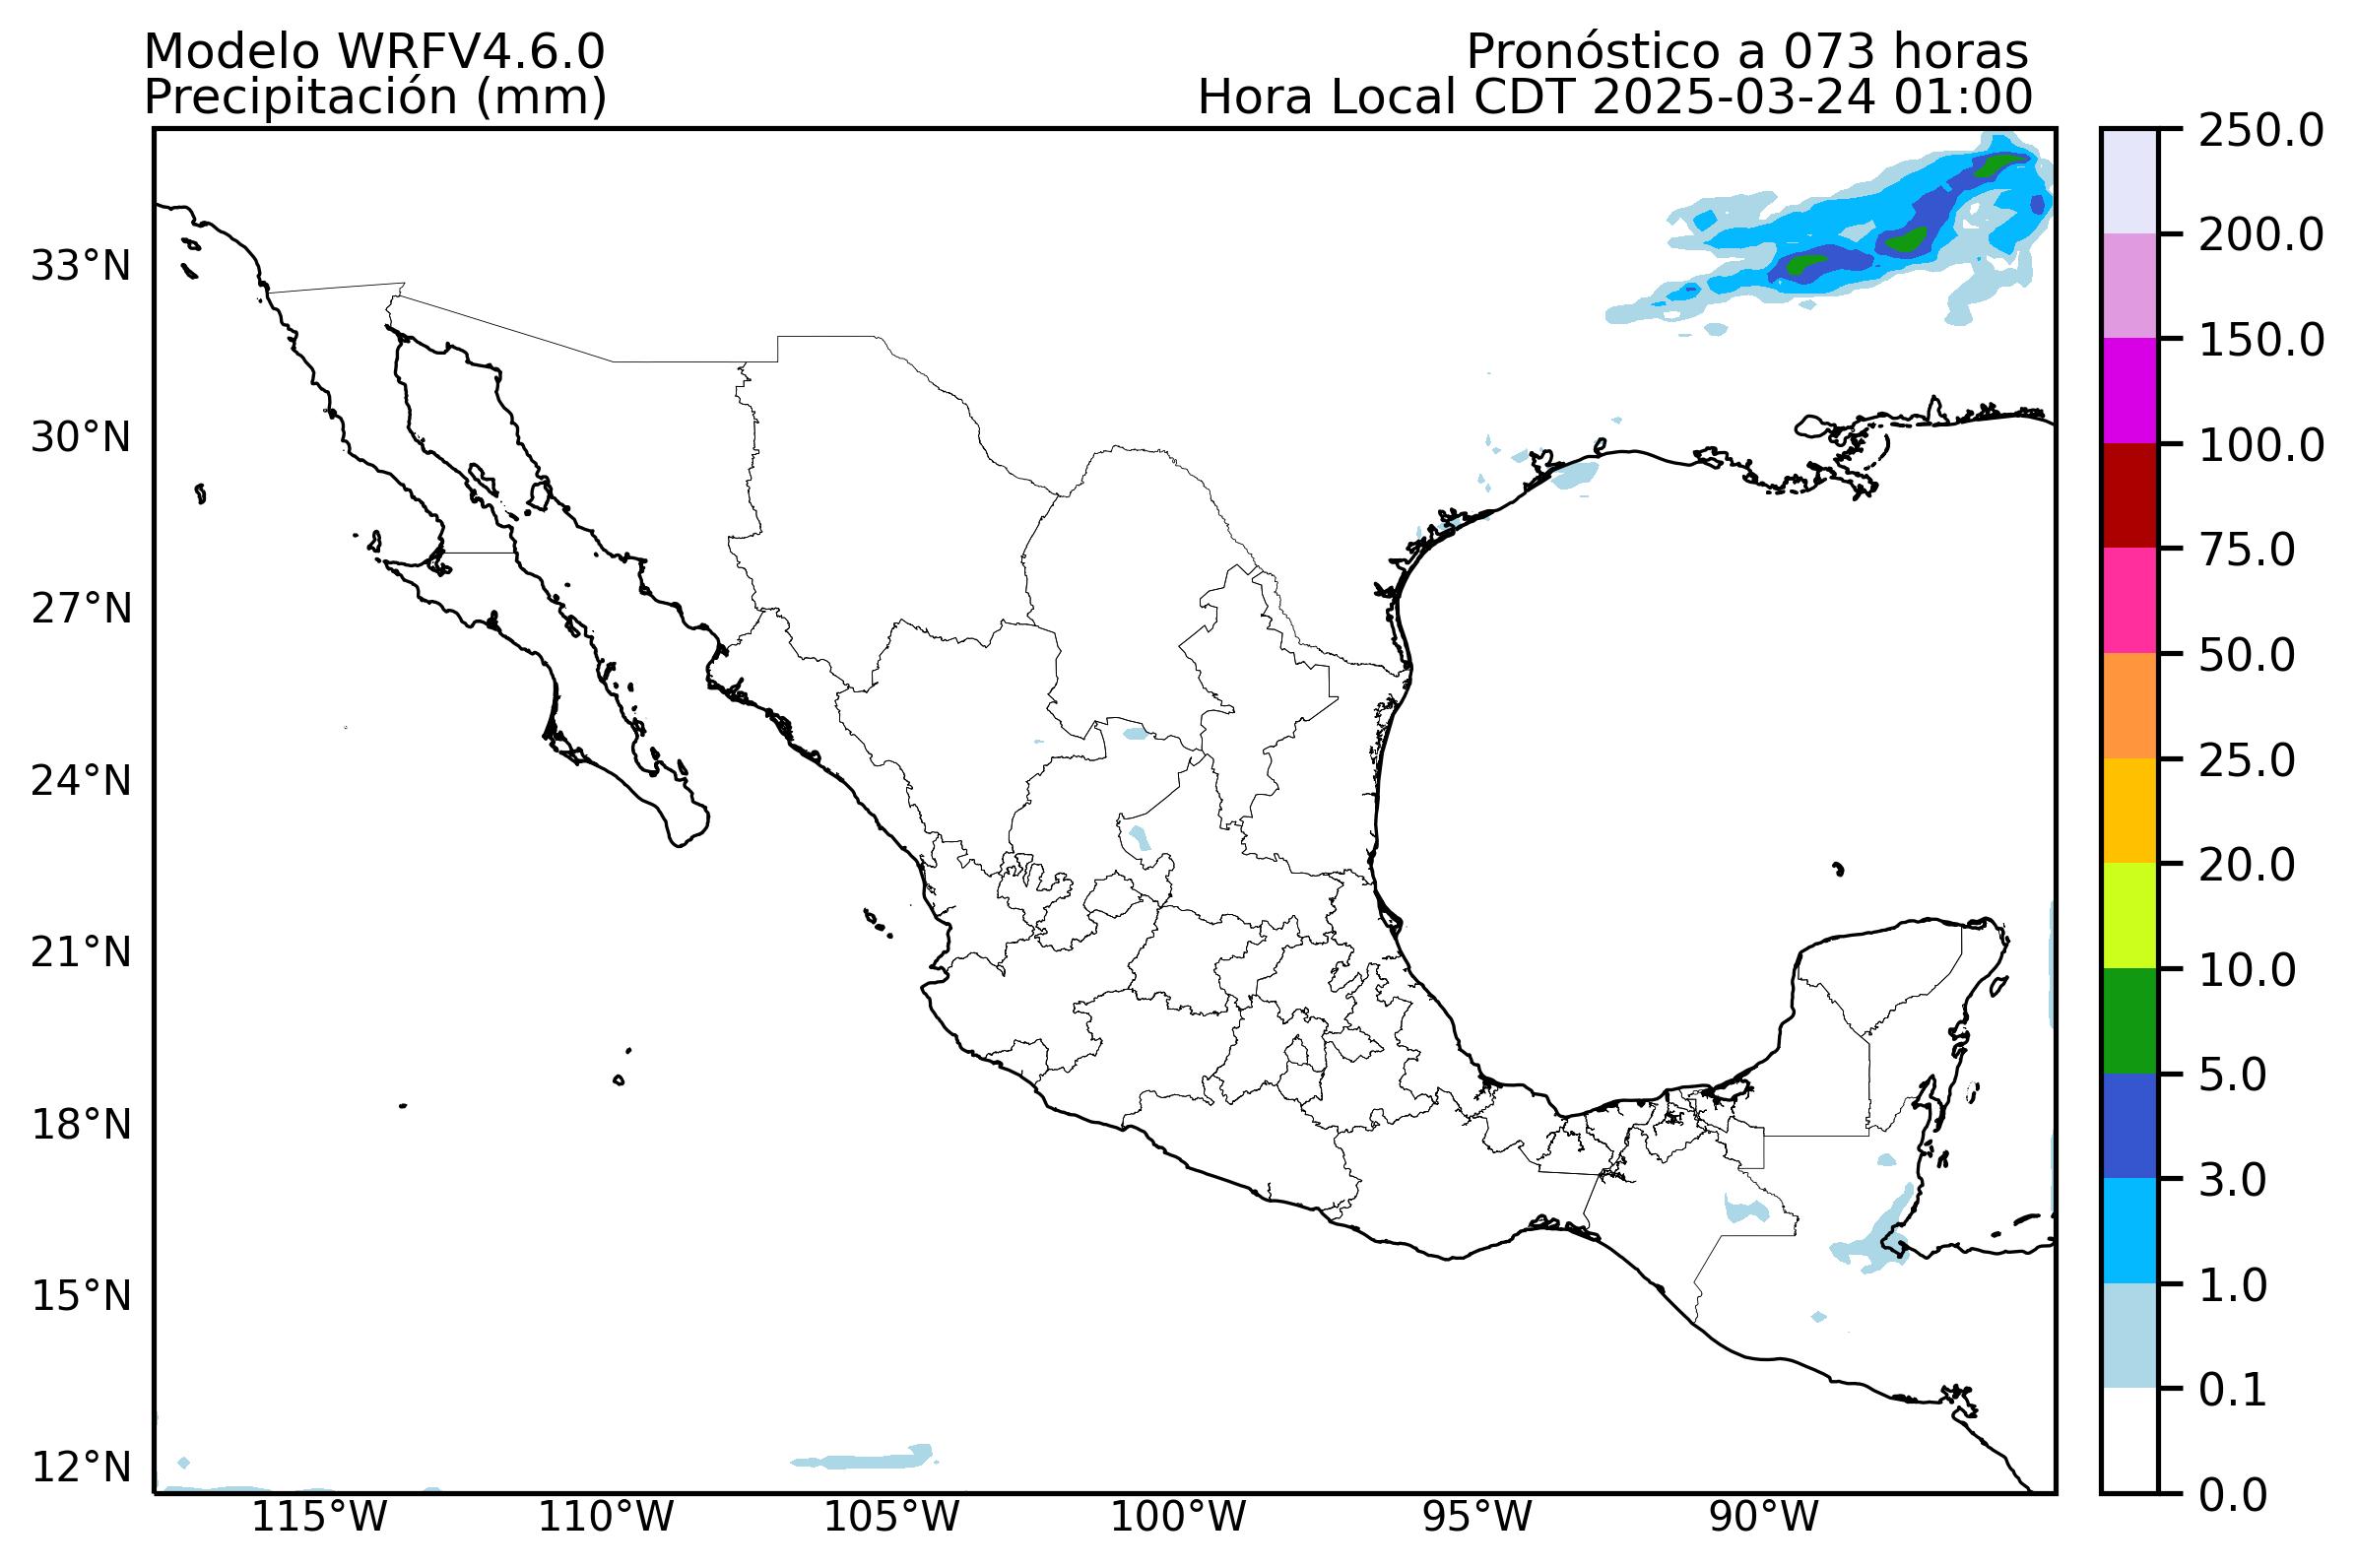 Modelo WRFV4.6.0
Pronóstico a 073 horas
Precipitación (mm)
Hora Local CDT 2025-03-24 01:00
33°N
30°N
27°N
24°N
21°N
18°N
15°N
12°N
115°W
110°W
105°W
100°W
95°W
90°W
250.0
200.0
150.0
100.0
75.0
50.0
25.0
20.0
10.0
5.0
3.0
1.0
0.1
0.0